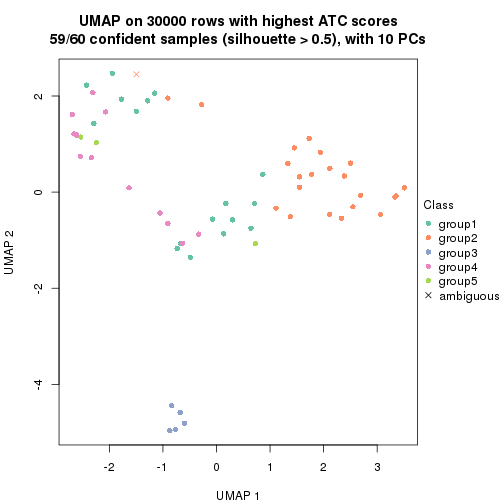 UMAP on 30000 rows with highest ATC scores
59/60 confident samples (silhouette > 0.5), with 10 PCs
2
0
-2
-4
UMAP 2
-2
-1
0
1
2
3
UMAP 1
Class
group1
group2
group3
group4
group5
ambiguous